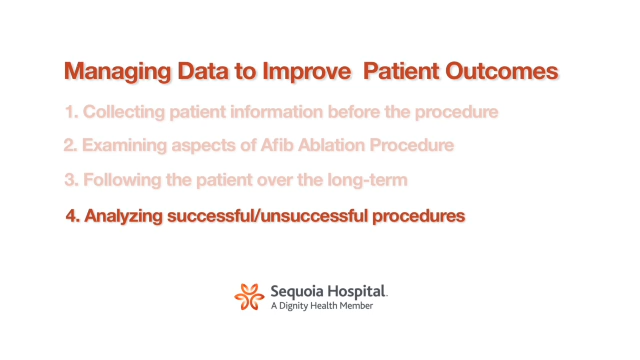 Managing Data to Improve  Patient Outcomes
1. Collecting patient information before the procedure
2. Examining aspects of Afib Ablation Procedure
3. Following the patient over the long-term
4. Analyzing successful/unsuccessful procedures
Sequoia Hospital.
A Dignity Health Member